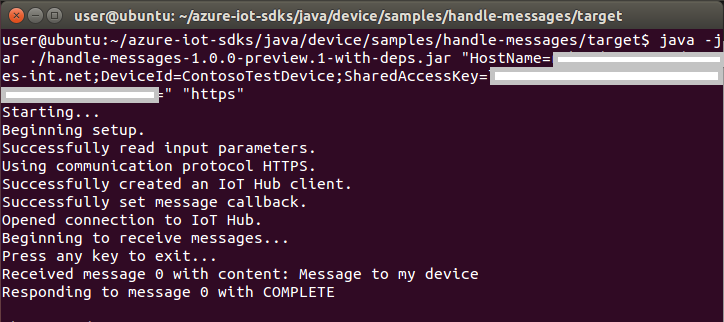 user@ubuntu: ~/azure-iot-sdks/java/device/samples/handle-messages/target
user@ubuntu:~/azure-iot-sdks/java/device/samples/handle-messages/target$ java -j
ar ./handle-messages-1.0.0-preview.1-with-deps.jar "HostName=
es-int.net;DeviceId=ContosoTestDevice;SharedAccessKey=
=" "https"
Starting...
Beginning setup.
Successfully read input parameters.
Using communication protocol HTTPS.
Successfully created an IoT Hub client.
Successfully set message callback.
Opened connection to IoT Hub.
Beginning to receive messages...
Press any key to exit...
Received message 0 with content: Message to my device
Responding to message 0 with COMPLETE